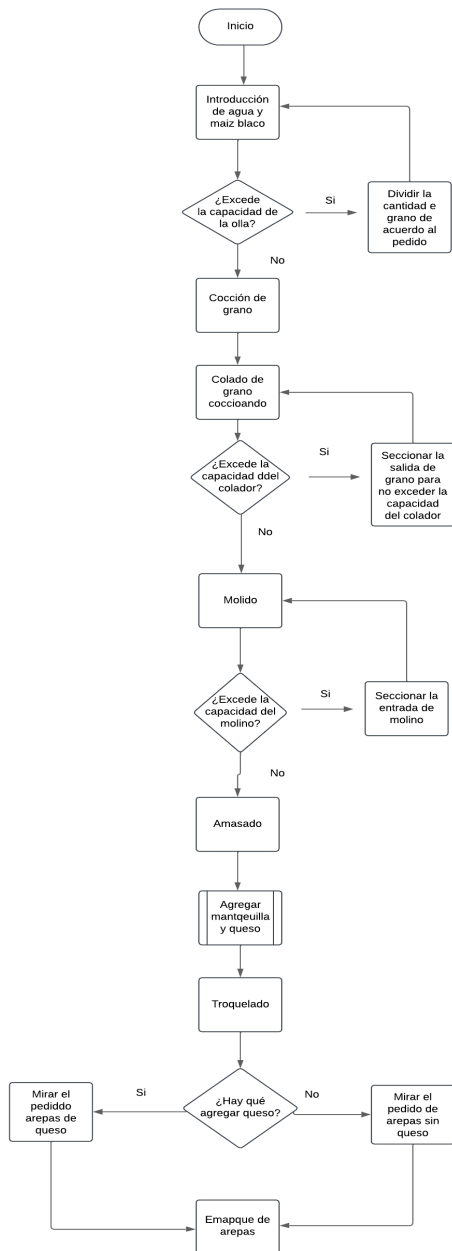 Inicio
Introducción
de agua y
maiz blaco
¿Excede
la capacidad de
la olla?
Si
Dividir la
cantidad e
grano de
acuerdo al
pedido
No
Cocción de
grano
Colado de
grano
coccioando
¿Excede la
capacidad ddel
colador?
Si
Seccionar la
salida de
grano para
no exceder la
capacidad
del colador
No
Molido
¿Excede la
capacidad del
molino?
Si
Seccionar la
entrada de
molino
No
Amasado
Agregar
mantqeuilla
y queso
Troquelado
¿Hay qué
agregar queso?
Si
No
Mirar el
pediddo
arepas de
queso
Mirar el
pedido de
arepas sin
queso
Emapque de
arepas